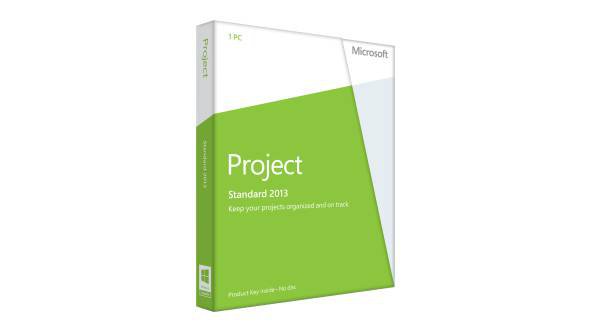 1 PC
Microsoft
Project
Standard 2013
Keep your projects organized and on track
Product Key inside - No disc
Project
Standard 2013